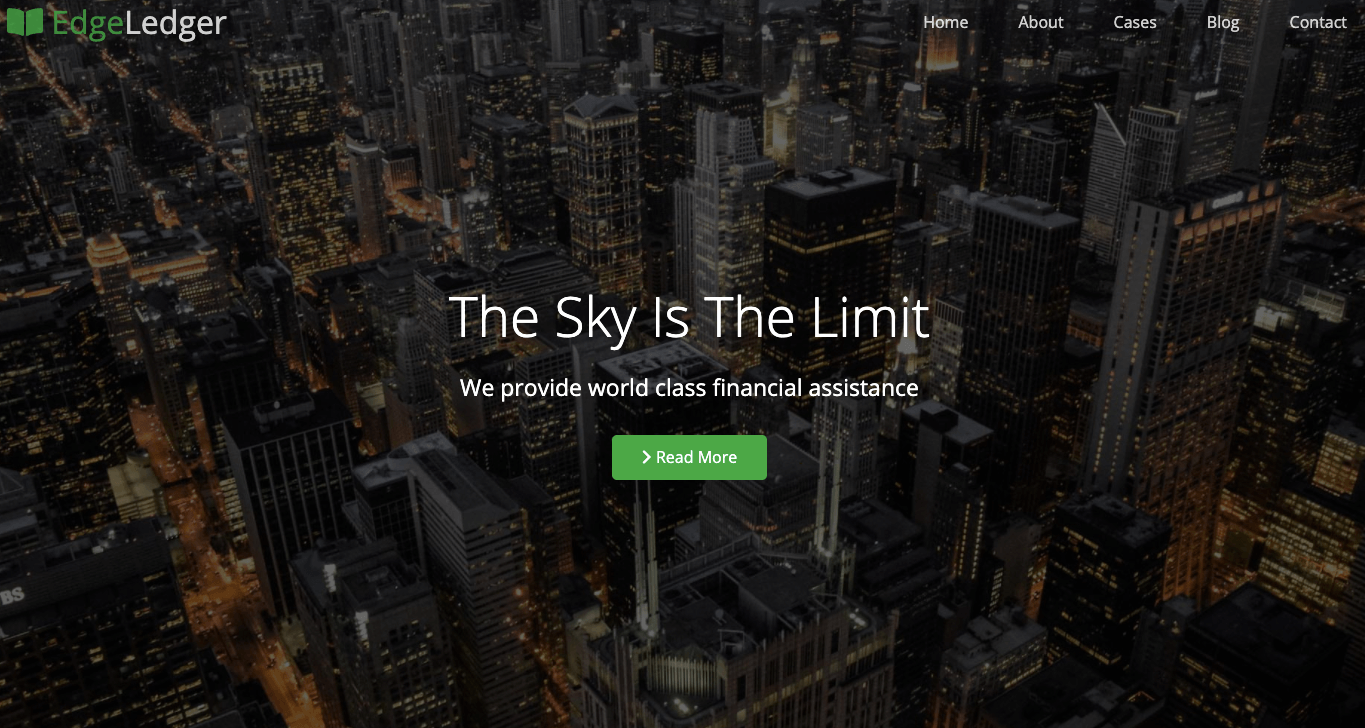 EdgeLedger
Home About Cases Blog Contact
The Sky Is The Limit
We provide world class financial assistance
Read More
BS